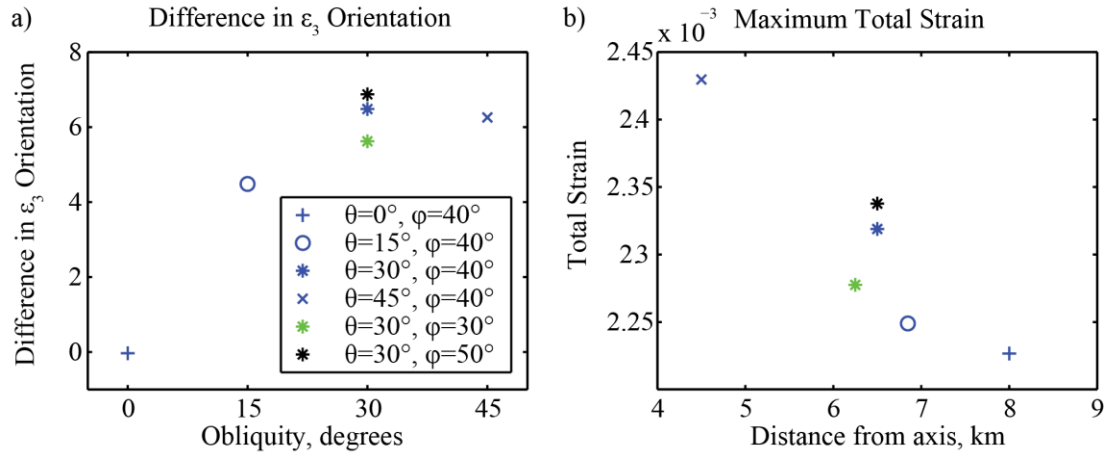 a)
Difference in ε₃ Orientation
8
6
4
2
0
Difference in ε₃ Orientation
θ=0°, φ=40°
θ=15°, φ=40°
θ=30°, φ=40°
θ=45°, φ=40°
θ=30°, φ=30°
θ=30°, φ=50°
0 15 30 45
Obliquity, degrees
b)
x 10⁻³
Maximum Total Strain
2.45
2.4
2.35
2.3
2.25
Total Strain
4 5 6 7 8 9
Distance from axis, km